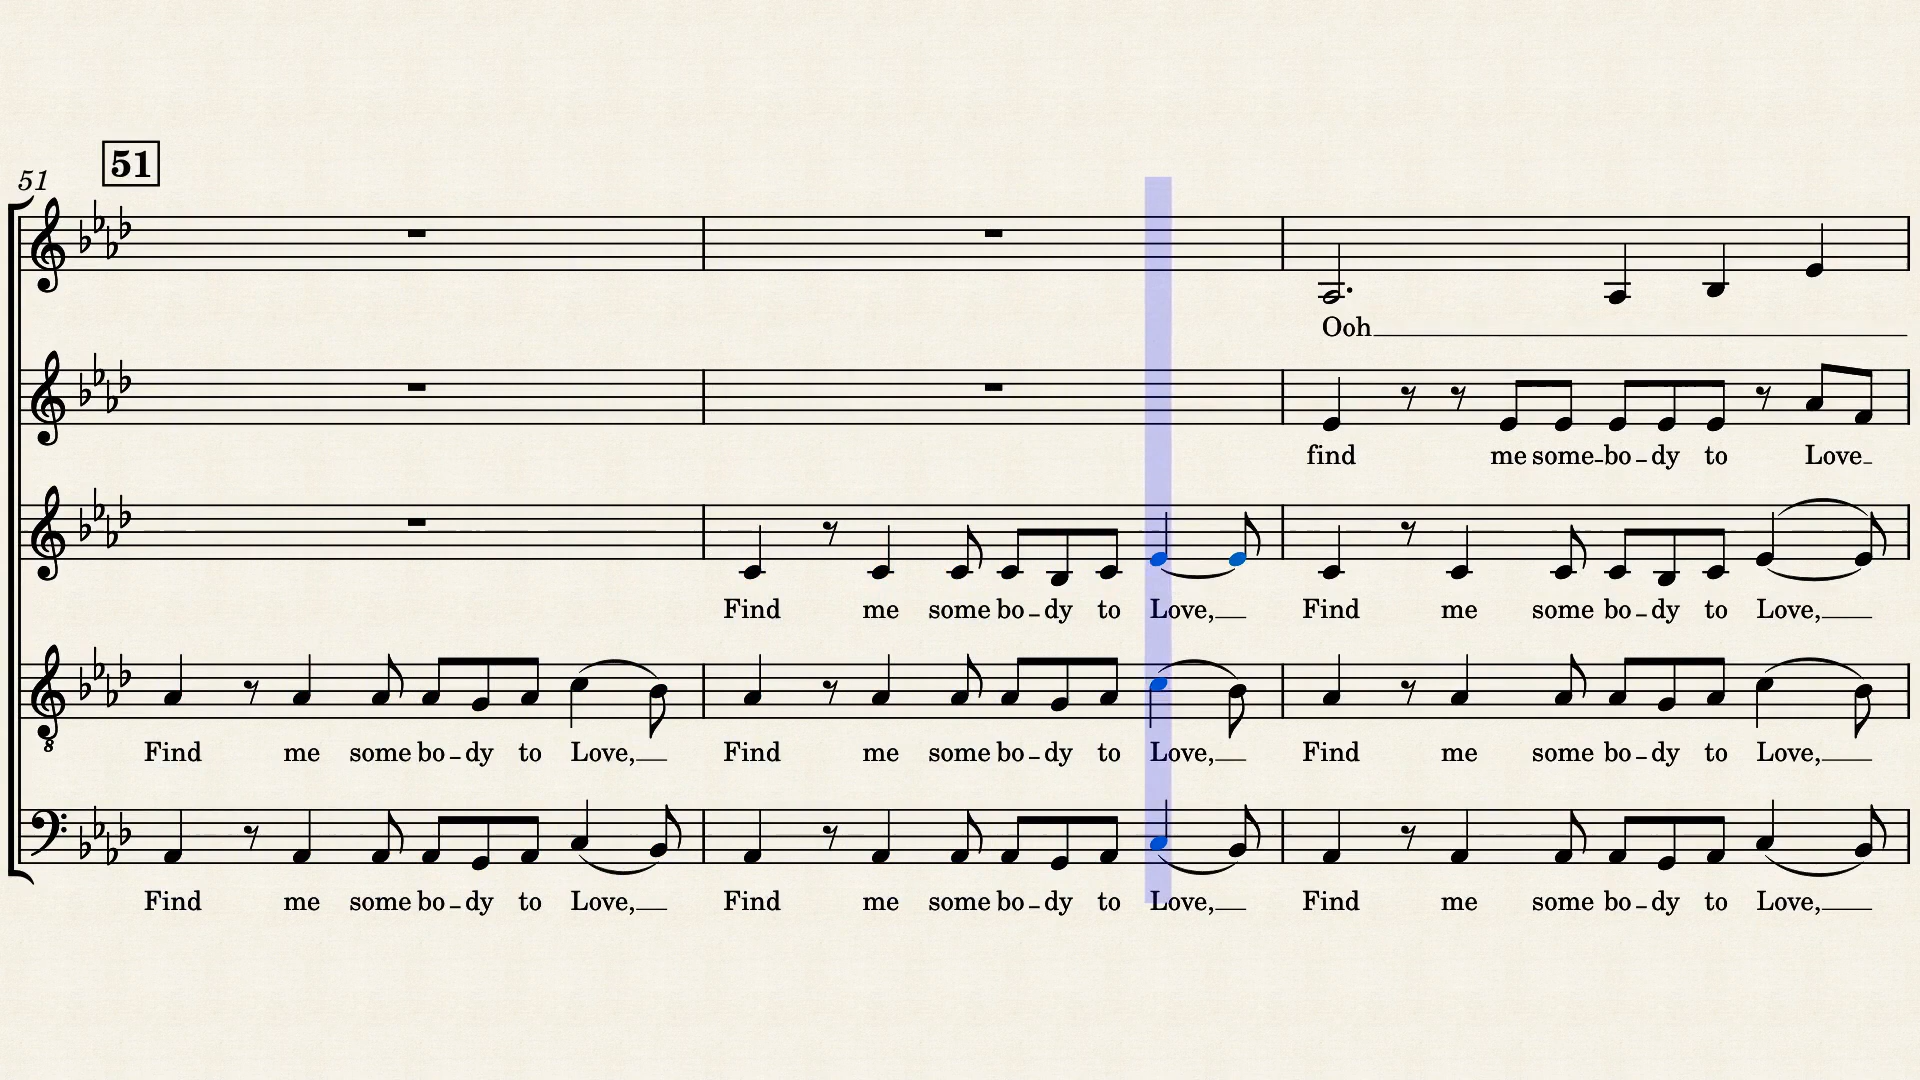 51
51
Ooh
find me some-bo-dy to Love-
Find me some bo-dy to Love, Find me some bo-dy to Love,
8
Find me some bo-dy to Love, Find me some bo-dy to Love, Find me some bo-dy to Love,
Find me some bo-dy to Love, Find me some bo-dy to Love, Find me some bo-dy to Love,